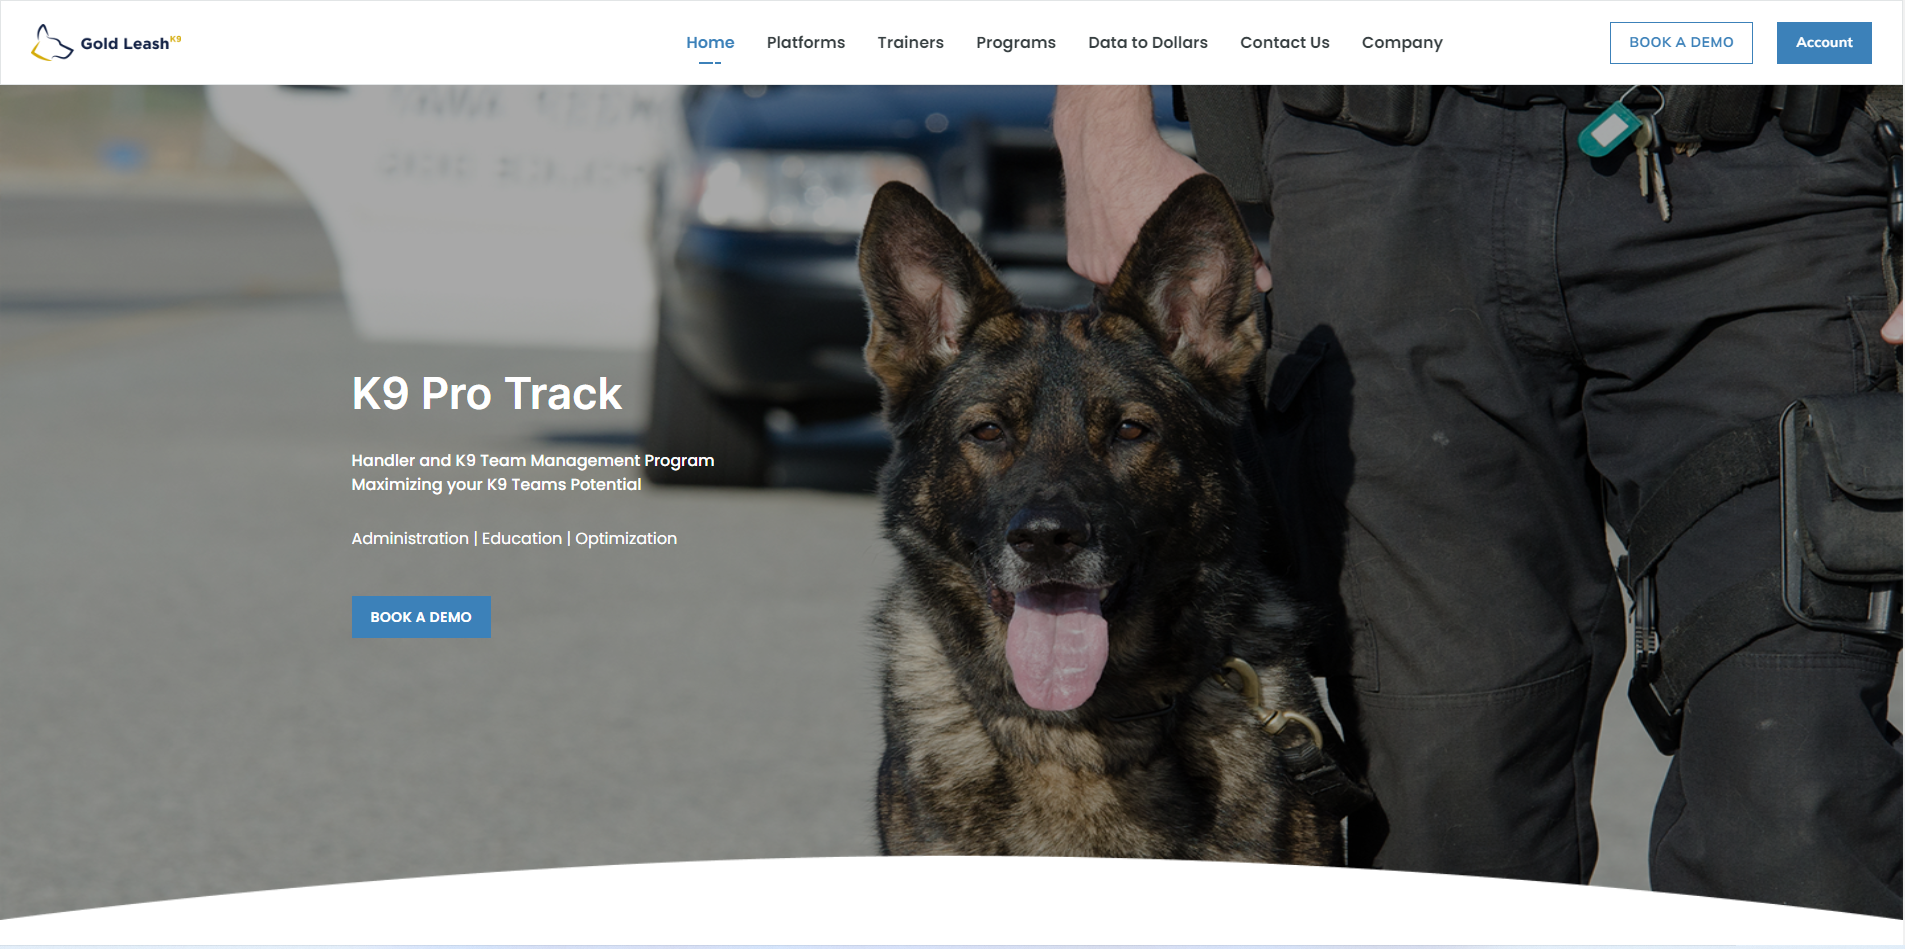 Gold Leash K9
Home Platforms Trainers Programs Data to Dollars Contact Us Company
BOOK A DEMO
Account
K9 Pro Track
Handler and K9 Team Management Program
Maximizing your K9 Teams Potential
Administration | Education | Optimization
BOOK A DEMO